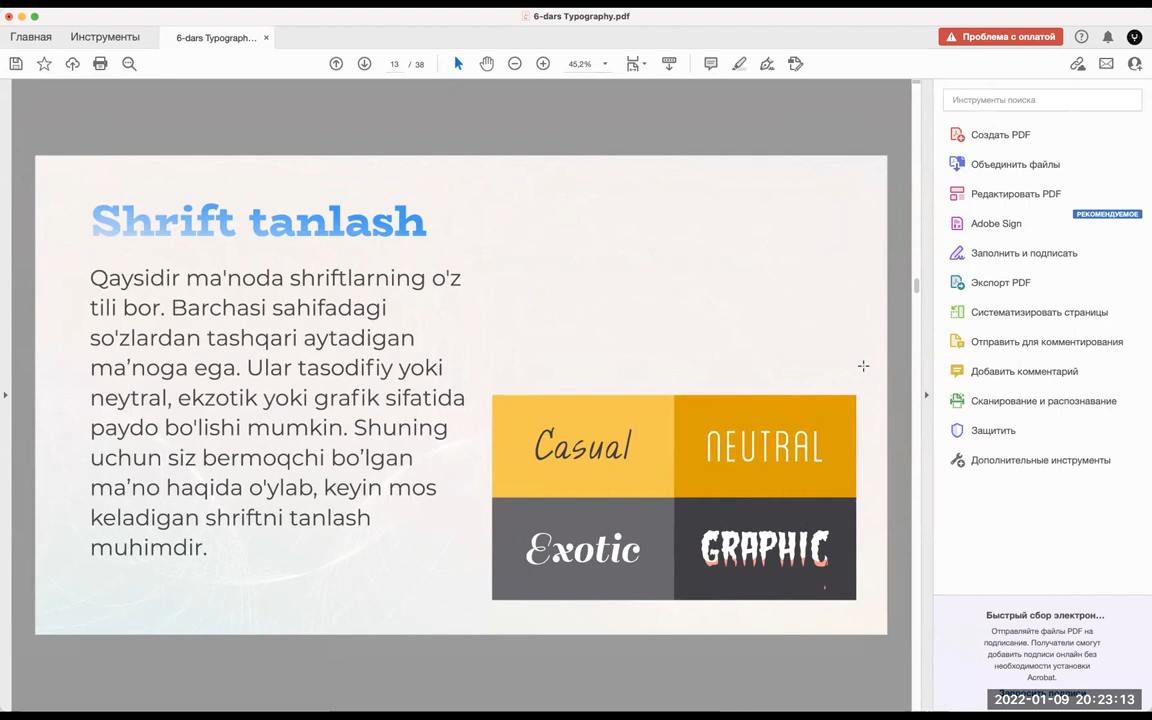 6-dars Typography.pdf
Главная
Инструменты
6-dars Typograph...
Проблема с оплатой
13 / 38
45,2%
Инструменты поиска
Создать PDF
Объединить файлы
Редактировать PDF
РЕКОМЕНДУЕМОЕ
Adobe Sign
Заполнить и подписать
Экспорт PDF
Систематизировать страницы
Отправить для комментирования
Добавить комментарий
Сканирование и распознавание
Защитить
Дополнительные инструменты
Shrift tanlash
Qaysidir ma'noda shriftlarning o'z
tili bor. Barchasi sahifadagi
so'zlardan tashqari aytadigan
ma’noga ega. Ular tasodifiy yoki
neytral, ekzotik yoki grafik sifatida
paydo bo'lishi mumkin. Shuning
uchun siz bermoqchi bo’lgan
ma’no haqida o'ylab, keyin mos
keladigan shriftni tanlash
muhimdir.
Casual
NEUTRAL
Exotic
GRAPHIC
Быстрый сбор электрон...
Отправляйте файлы PDF на
подписание. Получатели смогут
добавить подписи онлайн без
необходимости установки
Acrobat.
Запросить подписи
2022-01-09 20:23:13